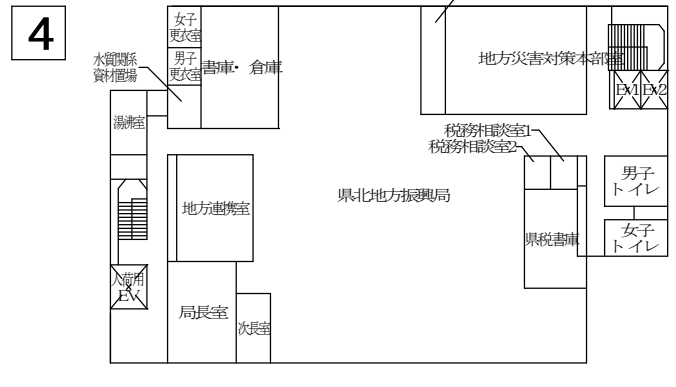 4
女子
更衣室
水質関係
資材置場
男子
更衣室
書庫・倉庫
地方災害対策本部室
EV1
EV2
湯沸室
税務相談室1
税務相談室2
男子
トイレ
地方連携室
県北地方振興局
県税書庫
女子
トイレ
人荷用
EV
局長室
次長室